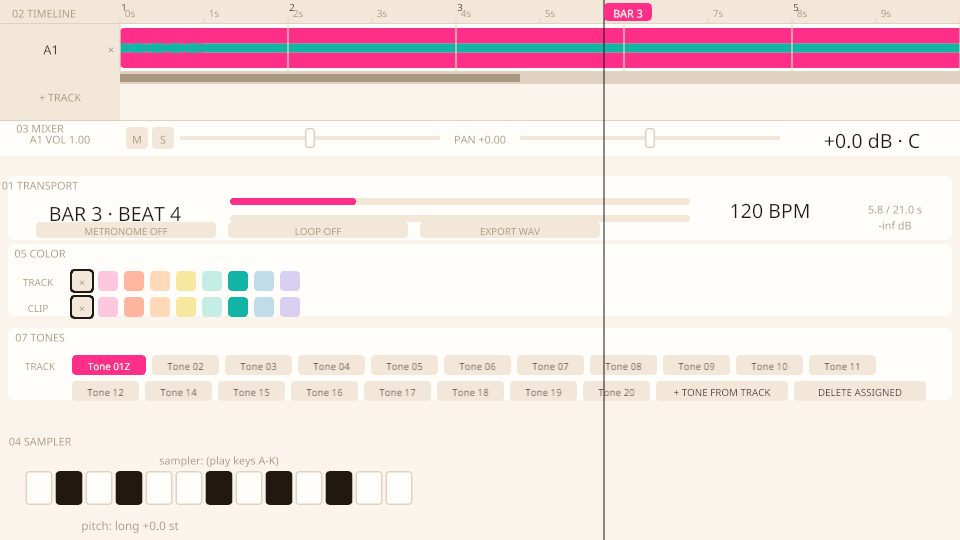 1 3 5
02 TIMELINE 0s 1s 2s 3s 4s 5s BAR 3 7s 8s 9s
A1 ×
+ TRACK
03 MIXER
A1 VOL 1.00 M S PAN +0.00 +0.0 dB · C
01 TRANSPORT
BAR 3 · BEAT 4 120 BPM 5.8 / 21.0 s
-inf dB
METRONOME OFF LOOP OFF EXPORT WAV
05 COLOR
TRACK ×
CLIP ×
07 TONES
TRACK Tone 01Z Tone 02 Tone 03 Tone 04 Tone 05 Tone 06 Tone 07 Tone 08 Tone 09 Tone 10 Tone 11
Tone 12 Tone 14 Tone 15 Tone 16 Tone 17 Tone 18 Tone 19 Tone 20 + TONE FROM TRACK DELETE ASSIGNED
04 SAMPLER
sampler: (play keys A-K)
pitch: long +0.0 st